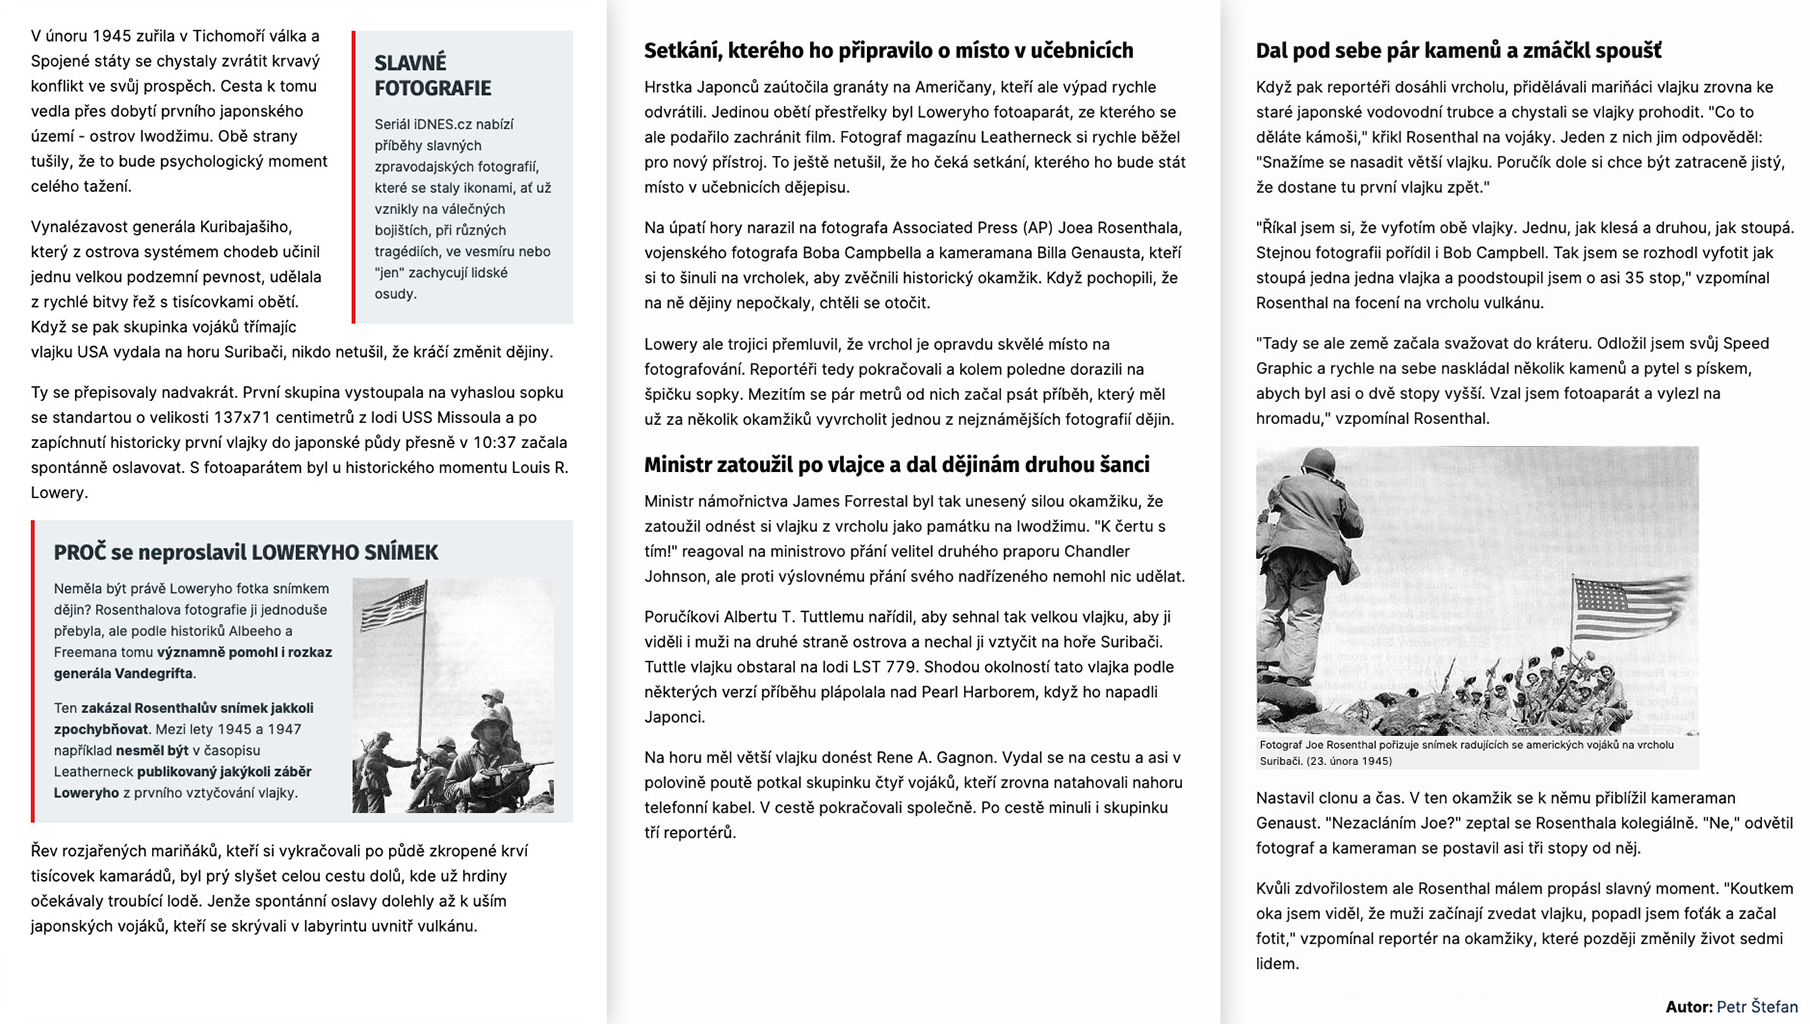 V únoru 1945 zuřila v Tichomoří válka a
Spojené státy se chystaly zvrátit krvavý
konflikt ve svůj prospěch. Cesta k tomu
vedla přes dobytí prvního japonského
území - ostrov Iwodžimu. Obě strany
tušily, že to bude psychologický moment
celého tažení.
SLAVNÉ
FOTOGRAFIE
Seriál iDNES.cz nabízí
příběhy slavných
zpravodajských fotografií,
které se staly ikonami, ať už
vznikly na válečných
bojištích, při různých
tragédiích, ve vesmíru nebo
"jen" zachycují lidské
osudy.
Vynalézavost generála Kuribajašiho,
který z ostrova systémem chodeb učinil
jednu velkou podzemní pevnost, udělala
z rychlé bitvy řež s tisícovkami obětí.
Když se pak skupinka vojáků třímajíc
vlajku USA vydala na horu Suribači, nikdo netušil, že kráčí změnit dějiny.
Ty se přepisovaly nadvakrát. První skupina vystoupala na vyhaslou sopku
se standartou o velikosti 137x71 centimetrů z lodi USS Missoula a po
zapíchnutí historicky první vlajky do japonské půdy přesně v 10:37 začala
spontánně oslavovat. S fotoaparátem byl u historického momentu Louis R.
Lowery.
PROČ se neproslavil LOWERYHO SNÍMEK
Neměla být právě Loweryho fotka snímkem
dějin? Rosenthalova fotografie ji jednoduše
přebyla, ale podle historiků Albeeho a
Freemana tomu významně pomohl i rozkaz
generála Vandegrifta.
Ten zakázal Rosenthalův snímek jakkoli
zpochybňovat. Mezi lety 1945 a 1947
například nesměl být v časopisu
Leatherneck publikovaný jakýkoli záběr
Loweryho z prvního vztyčování vlajky.
Řev rozjařených mariňáků, kteří si vykračovali po půdě zkropené krví
tisícovek kamarádů, byl prý slyšet celou cestu dolů, kde už hrdiny
očekávaly troubící lodě. Jenže spontánní oslavy dolehly až k uším
japonských vojáků, kteří se skrývali v labyrintu uvnitř vulkánu.
Setkání, kterého ho připravilo o místo v učebnicích
Hrstka Japonců zaútočila granáty na Američany, kteří ale výpad rychle
odvrátili. Jedinou obětí přestřelky byl Loweryho fotoaparát, ze kterého se
ale podařilo zachránit film. Fotograf magazínu Leatherneck si rychle běžel
pro nový přístroj. To ještě netušil, že ho čeká setkání, kterého ho bude stát
místo v učebnicích dějepisu.
Na úpatí hory narazil na fotografa Associated Press (AP) Joea Rosenthala,
vojenského fotografa Boba Campbella a kameramana Billa Genausta, kteří
si to šinuli na vrcholek, aby zvěčnili historický okamžik. Když pochopili, že
na ně dějiny nepočkaly, chtěli se otočit.
Lowery ale trojici přemluvil, že vrchol je opravdu skvělé místo na
fotografování. Reportéři tedy pokračovali a kolem poledne dorazili na
špičku sopky. Mezitím se pár metrů od nich začal psát příběh, který měl
už za několik okamžiků vyvrcholit jednou z nejznámějších fotografií dějin.
Ministr zatoužil po vlajce a dal dějinám druhou šanci
Ministr námořnictva James Forrestal byl tak unesený silou okamžiku, že
zatoužil odnést si vlajku z vrcholu jako památku na Iwodžimu. "K čertu s
tím!" reagoval na ministrovo přání velitel druhého praporu Chandler
Johnson, ale proti výslovnému přání svého nadřízeného nemohl nic udělat.
Poručíkovi Albertu T. Tuttlemu nařídil, aby sehnal tak velkou vlajku, aby ji
viděli i muži na druhé straně ostrova a nechal ji vztyčit na hoře Suribači.
Tuttle vlajku obstaral na lodi LST 779. Shodou okolností tato vlajka podle
některých verzí příběhu plápolala nad Pearl Harborem, když ho napadli
Japonci.
Na horu měl větší vlajku donést Rene A. Gagnon. Vydal se na cestu a asi v
polovině poutě potkal skupinku čtyř vojáků, kteří zrovna natahovali nahoru
telefonní kabel. V cestě pokračovali společně. Po cestě minuli i skupinku
tří reportérů.
Dal pod sebe pár kamenů a zmáčkl spoušť
Když pak reportéři dosáhli vrcholu, přidělávali mariňáci vlajku zrovna ke
staré japonské vodovodní trubce a chystali se vlajky prohodit. "Co to
děláte kámoši," křikl Rosenthal na vojáky. Jeden z nich jim odpověděl:
"Snažíme se nasadit větší vlajku. Poručík dole si chce být zatraceně jistý,
že dostane tu první vlajku zpět."
"Říkal jsem si, že vyfotím obě vlajky. Jednu, jak klesá a druhou, jak stoupá.
Stejnou fotografii pořídil i Bob Campbell. Tak jsem se rozhodl vyfotit jak
stoupá jedna jedna vlajka a poodstoupil jsem o asi 35 stop," vzpomínal
Rosenthal na focení na vrcholu vulkánu.
"Tady se ale země začala svažovat do kráteru. Odložil jsem svůj Speed
Graphic a rychle na sebe naskládal několik kamenů a pytel s pískem,
abych byl asi o dvě stopy vyšší. Vzal jsem fotoaparát a vylezl na
hromadu," vzpomínal Rosenthal.
Fotograf Joe Rosenthal pořizuje snímek radujících se amerických vojáků na vrcholu
Suribači. (23. února 1945)
Nastavil clonu a čas. V ten okamžik se k němu přiblížil kameraman
Genaust. "Nezacláním Joe?" zeptal se Rosenthala kolegiálně. "Ne," odvětil
fotograf a kameraman se postavil asi tři stopy od něj.
Kvůli zdvořilostem ale Rosenthal málem propásl slavný moment. "Koutkem
oka jsem viděl, že muži začínají zvedat vlajku, popadl jsem foťák a začal
fotit," vzpomínal reportér na okamžiky, které později změnily život sedmi
lidem.
Autor: Petr Štefan